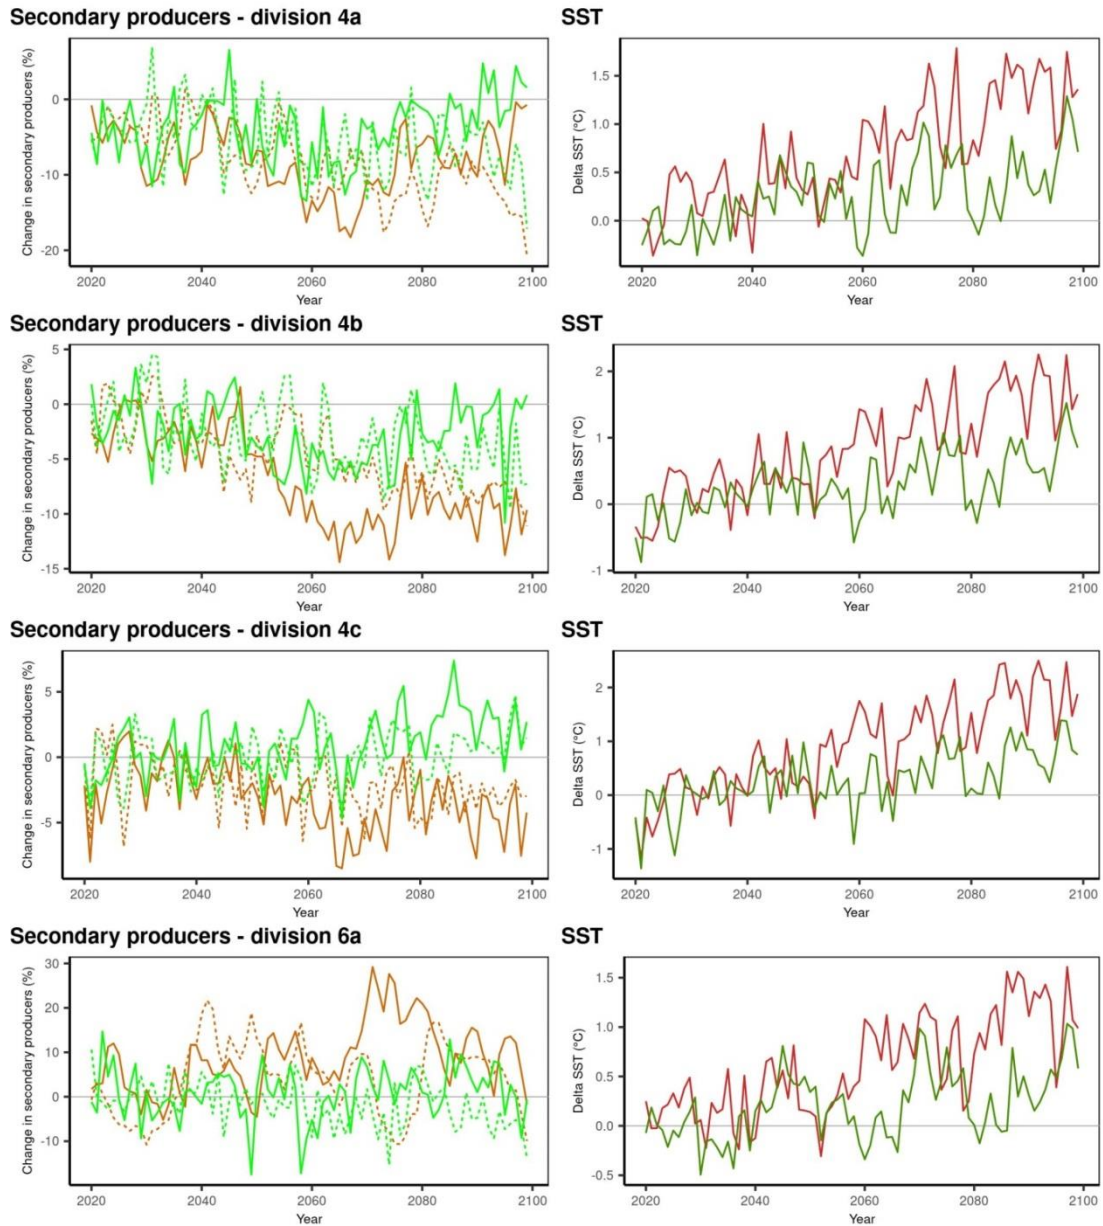 Secondary producers - division 4a
Change in secondary producers (%)
0
-10
-20
2020 2040 2060 2080 2100
Year
SST
Delta SST (°C)
1.5
1.0
0.5
0.0
2020 2040 2060 2080 2100
Year
Secondary producers - division 4b
Change in secondary producers (%)
5
0
-5
-10
-15
2020 2040 2060 2080 2100
Year
SST
Delta SST (°C)
2
1
0
-1
2020 2040 2060 2080 2100
Year
Secondary producers - division 4c
Change in secondary producers (%)
5
0
-5
2020 2040 2060 2080 2100
Year
SST
Delta SST (°C)
2
1
0
-1
2020 2040 2060 2080 2100
Year
Secondary producers - division 6a
Change in secondary producers (%)
30
20
10
0
-10
2020 2040 2060 2080 2100
Year
SST
Delta SST (°C)
1.5
1.0
0.5
0.0
-0.5
2020 2040 2060 2080 2100
Year